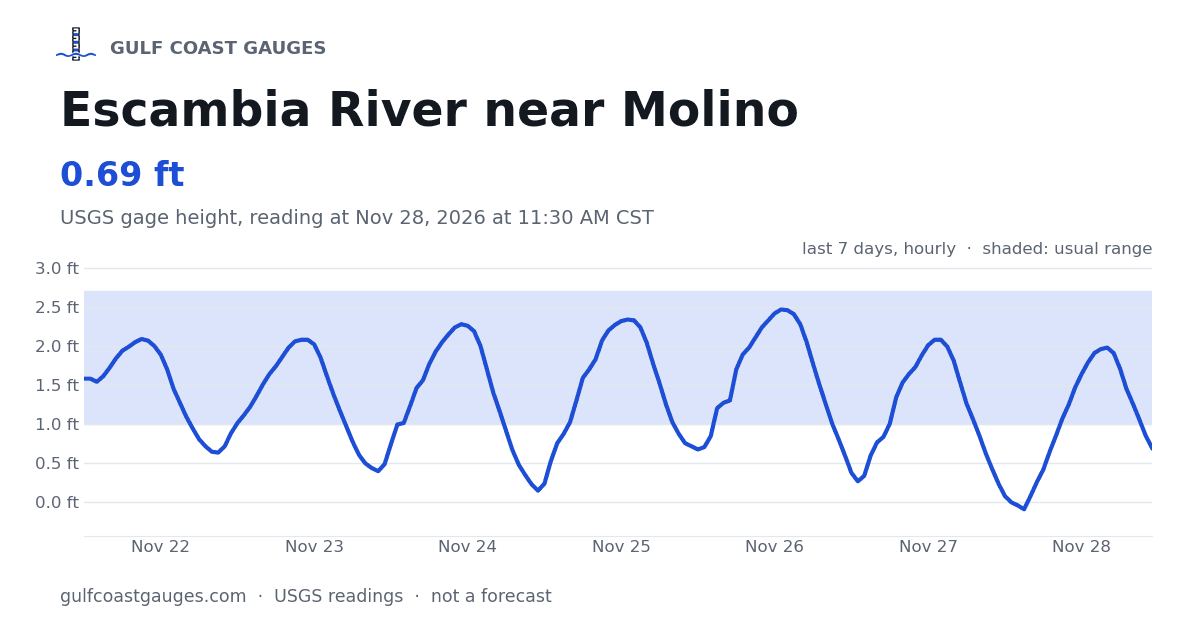 GULF COAST GAUGES
Escambia River near Molino
0.69 ft
USGS gage height, reading at Nov 28, 2026 at 11:30 AM CST
last 7 days, hourly · shaded: usual range
3.0 ft
2.5 ft
2.0 ft
1.5 ft
1.0 ft
0.5 ft
0.0 ft
Nov 22 Nov 23 Nov 24 Nov 25 Nov 26 Nov 27 Nov 28
gulfcoastgauges.com · USGS readings · not a forecast